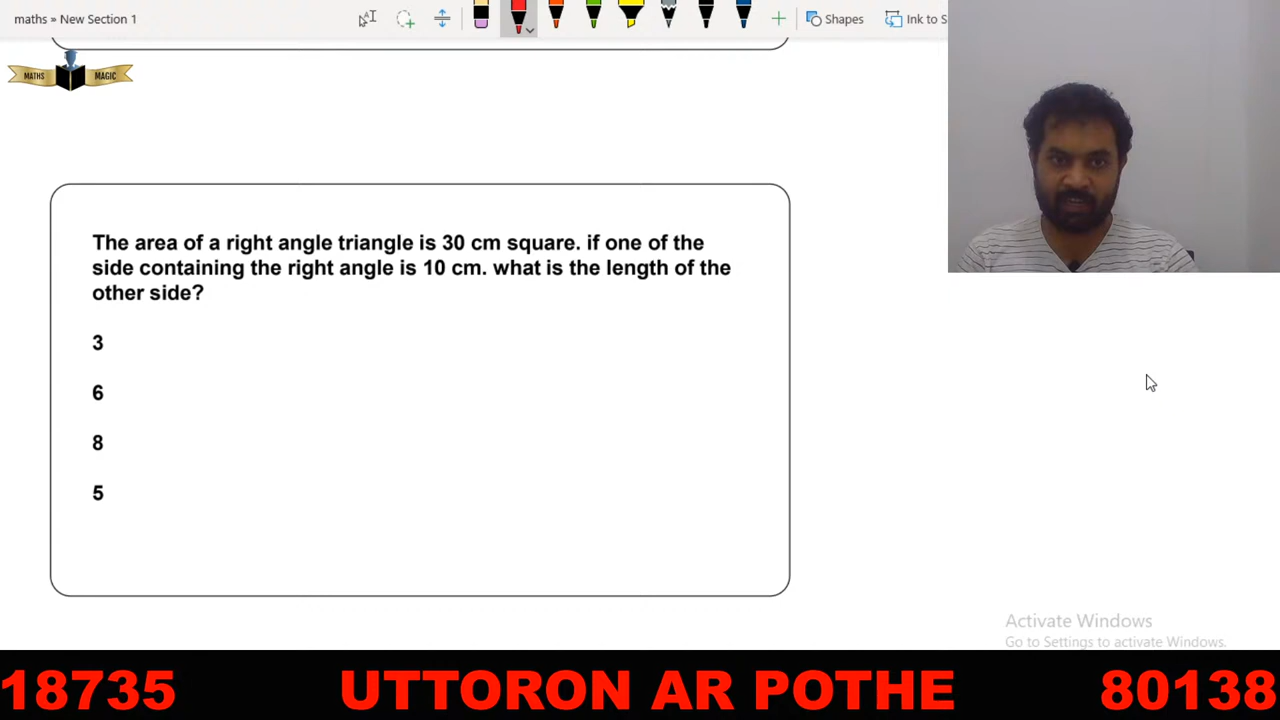 maths » New Section 1
Shapes
Ink to S
MATHS MAGIC
The area of a right angle triangle is 30 cm square. if one of the
side containing the right angle is 10 cm. what is the length of the
other side?
3
6
8
5
Activate Windows
Go to Settings to activate Windows.
18735 UTTORON AR POTHE 80138